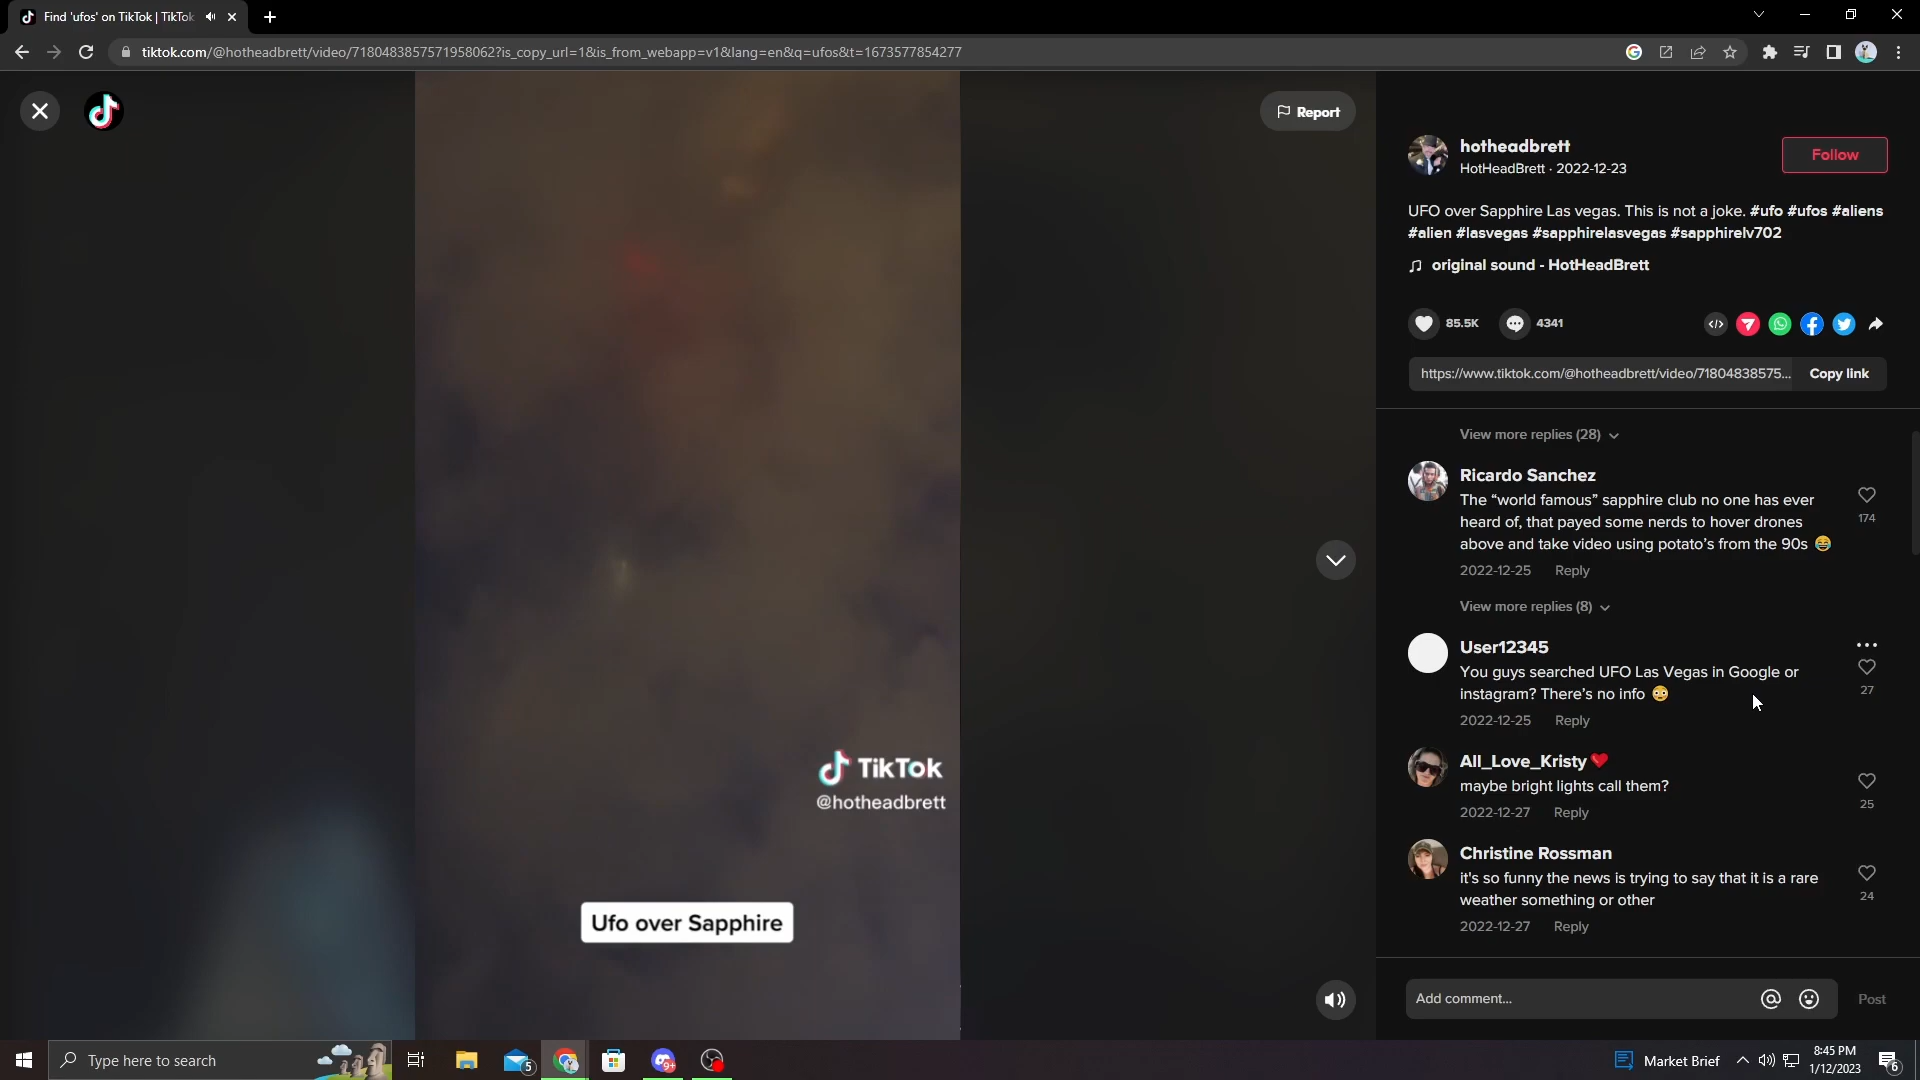 Find 'ufos' on TikTok | TikTok
tiktok.com/@hotheadbrett/video/7180483857571958062?is_copy_url=1&is_from_webapp=v1&lang=en&q=ufos&t=1673577854277
Report
hotheadbrett
HotHeadBrett · 2022-12-23
Follow
UFO over Sapphire Las vegas. This is not a joke. #ufo #ufos #aliens
#alien #lasvegas #sapphirelasvegas #sapphirelv702
original sound - HotHeadBrett
85.5K
4341
https://www.tiktok.com/@hotheadbrett/video/71804838575...
Copy link
View more replies (28)
Ricardo Sanchez
The “world famous” sapphire club no one has ever
heard of, that payed some nerds to hover drones
above and take video using potato’s from the 90s 😂
174
2022-12-25 Reply
View more replies (8)
User12345
You guys searched UFO Las Vegas in Google or
instagram? There’s no info 😳
27
2022-12-25 Reply
All_Love_Kristy❤️
maybe bright lights call them?
25
2022-12-27 Reply
Christine Rossman
it's so funny the news is trying to say that it is a rare
weather something or other
24
2022-12-27 Reply
TikTok
@hotheadbrett
Ufo over Sapphire
Add comment...
Post
Type here to search
5
9+
Market Brief
8:45 PM
1/12/2023
6